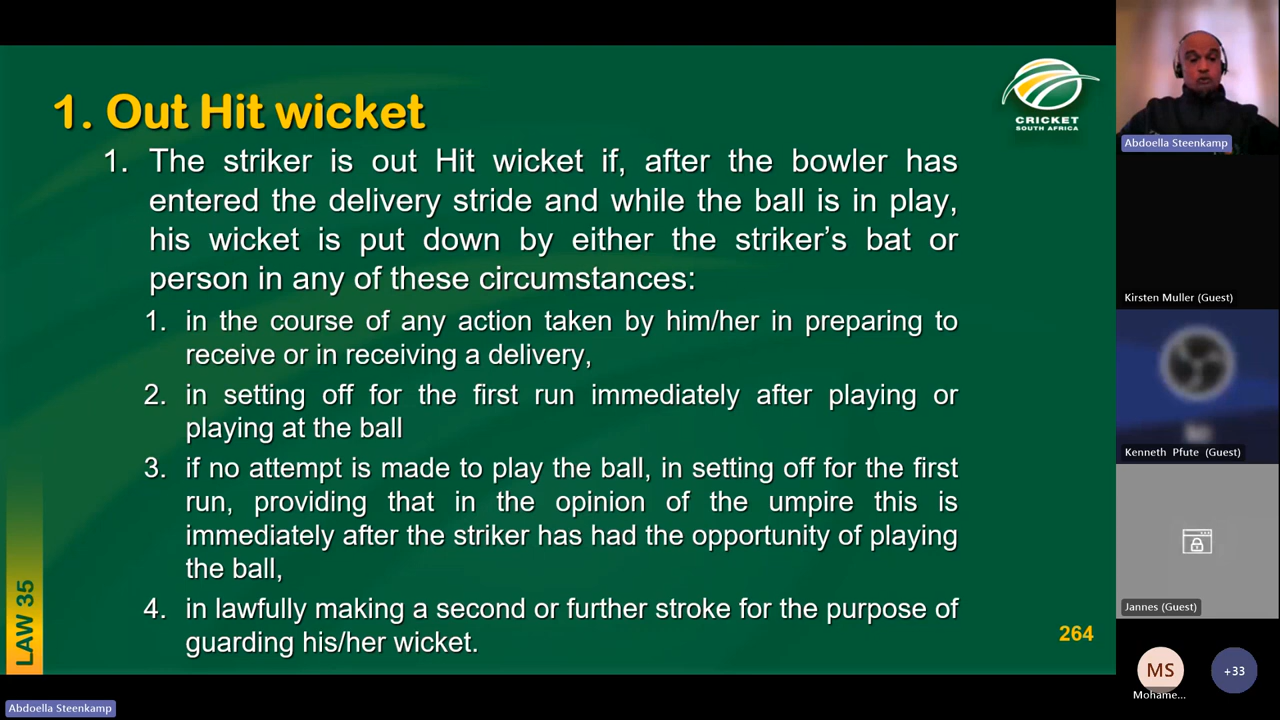 1. Out Hit wicket
CRICKET
SOUTH AFRICA
1. The striker is out Hit wicket if, after the bowler has
entered the delivery stride and while the ball is in play,
his wicket is put down by either the striker’s bat or
person in any of these circumstances:
1. in the course of any action taken by him/her in preparing to
receive or in receiving a delivery,
2. in setting off for the first run immediately after playing or
playing at the ball
3. if no attempt is made to play the ball, in setting off for the first
run, providing that in the opinion of the umpire this is
immediately after the striker has had the opportunity of playing
the ball,
4. in lawfully making a second or further stroke for the purpose of
guarding his/her wicket.
LAW 35
264
Abdoella Steenkamp
Abdoella Steenkamp
Kirsten Muller (Guest)
Kenneth Pfute (Guest)
Jannes (Guest)
MS
Mohame...
+33